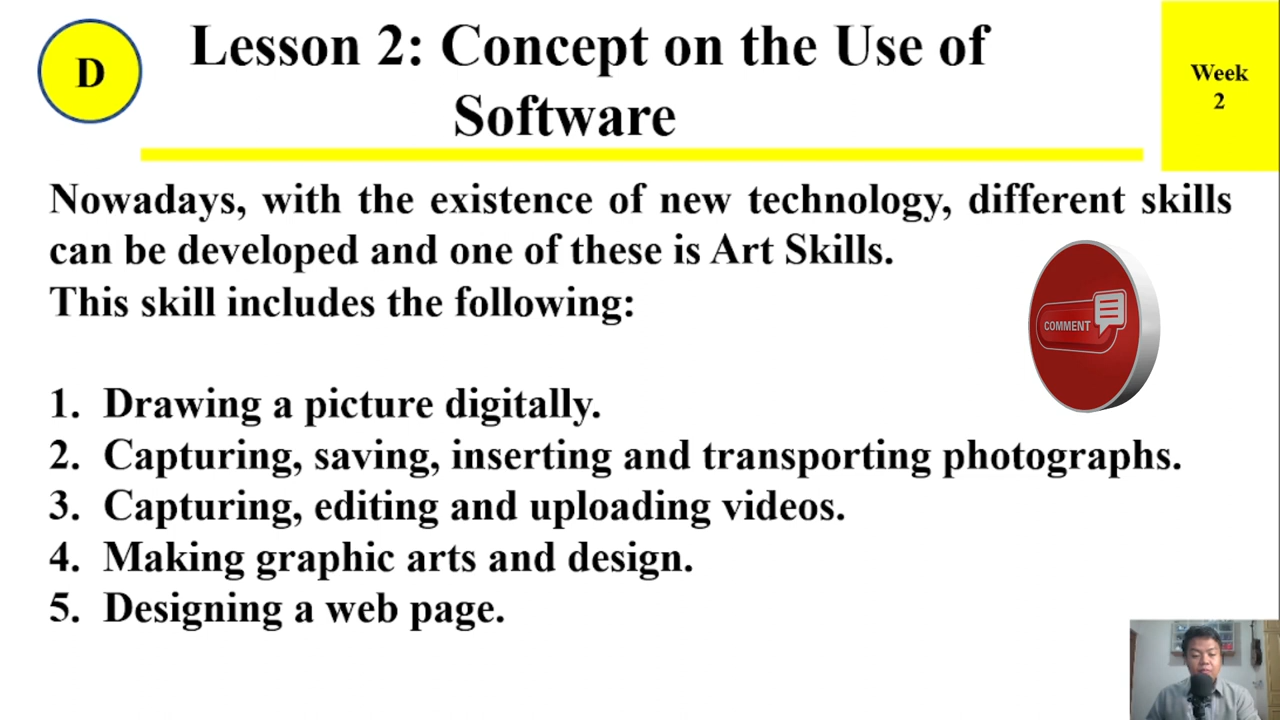 D
Lesson 2: Concept on the Use of
Software
Week
2
Nowadays, with the existence of new technology, different skills
can be developed and one of these is Art Skills.
This skill includes the following:
COMMENT
1. Drawing a picture digitally.
2. Capturing, saving, inserting and transporting photographs.
3. Capturing, editing and uploading videos.
4. Making graphic arts and design.
5. Designing a web page.